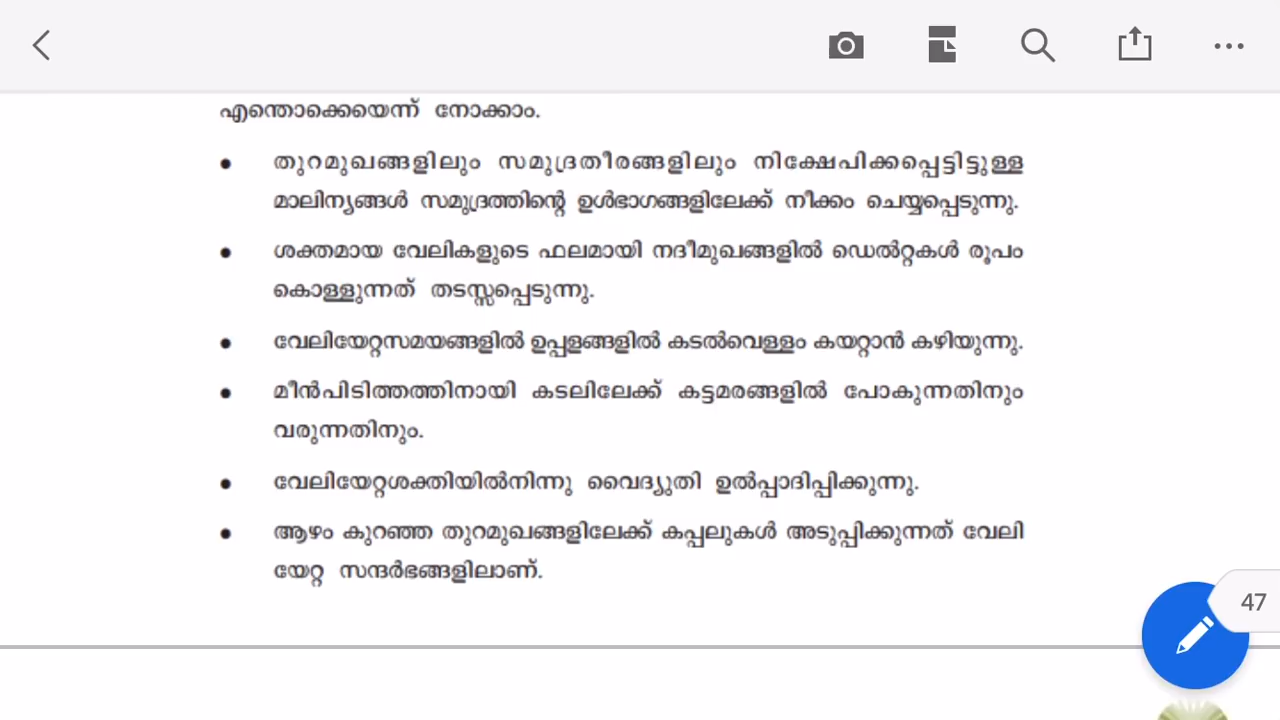 എന്തൊക്കെയെന്ന് നോക്കാം.
● തുറമുഖങ്ങളിലും സമുദ്രതീരങ്ങളിലും നിക്ഷേപിക്കപ്പെട്ടിട്ടുള്ള
മാലിന്യങ്ങൾ സമുദ്രത്തിന്റെ ഉൾഭാഗങ്ങളിലേക്ക് നീക്കം ചെയ്യപ്പെടുന്നു.
● ശക്തമായ വേലികളുടെ ഫലമായി നദീമുഖങ്ങളിൽ ഡെൽറ്റകൾ രൂപം
കൊള്ളുന്നത് തടസ്സപ്പെടുന്നു.
● വേലിയേറ്റസമയങ്ങളിൽ ഉപ്പളങ്ങളിൽ കടൽവെള്ളം കയറ്റാൻ കഴിയുന്നു.
● മീൻപിടിത്തത്തിനായി കടലിലേക്ക് കട്ടമരങ്ങളിൽ പോകുന്നതിനും
വരുന്നതിനും.
● വേലിയേറ്റശക്തിയിൽനിന്നു വൈദ്യുതി ഉൽപ്പാദിപ്പിക്കുന്നു.
● ആഴം കുറഞ്ഞ തുറമുഖങ്ങളിലേക്ക് കപ്പലുകൾ അടുപ്പിക്കുന്നത് വേലി
യേറ്റ സന്ദർഭങ്ങളിലാണ്.
47